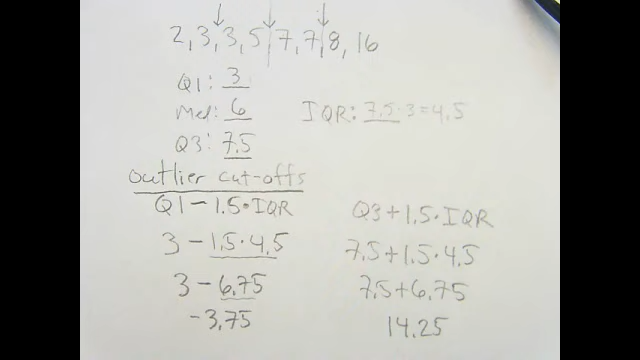 2, 3, 3, 5, 7, 7, 8, 16
Q1: 3
Med: 6
IQR: 7.5 - 3 = 4.5
Q3: 7.5
outlier cut-offs
Q1 - 1.5 • IQR
3 - 1.5 • 4.5
3 - 6.75
-3.75
Q3 + 1.5 • IQR
7.5 + 1.5 • 4.5
7.5 + 6.75
14.25